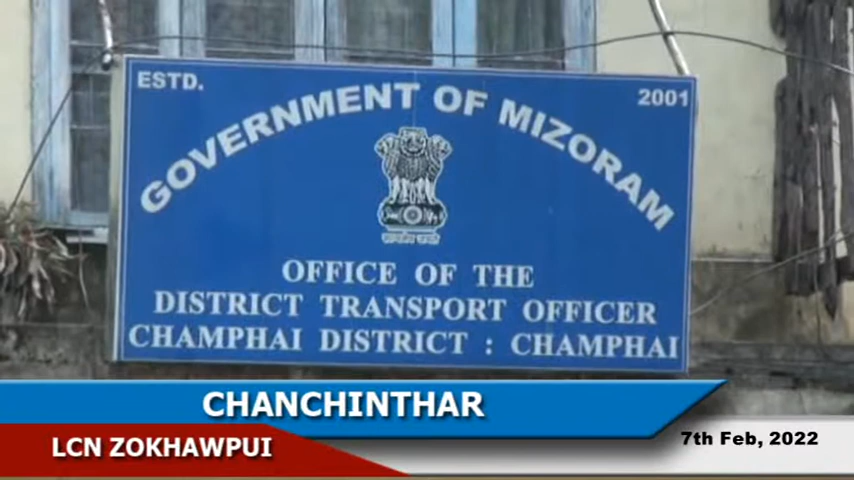 ESTD. 2001
GOVERNMENT OF MIZORAM
OFFICE OF THE
DISTRICT TRANSPORT OFFICER
CHAMPHAI DISTRICT : CHAMPHAI
CHANCHINTHAR
LCN ZOKHAWPUI
7th Feb, 2022